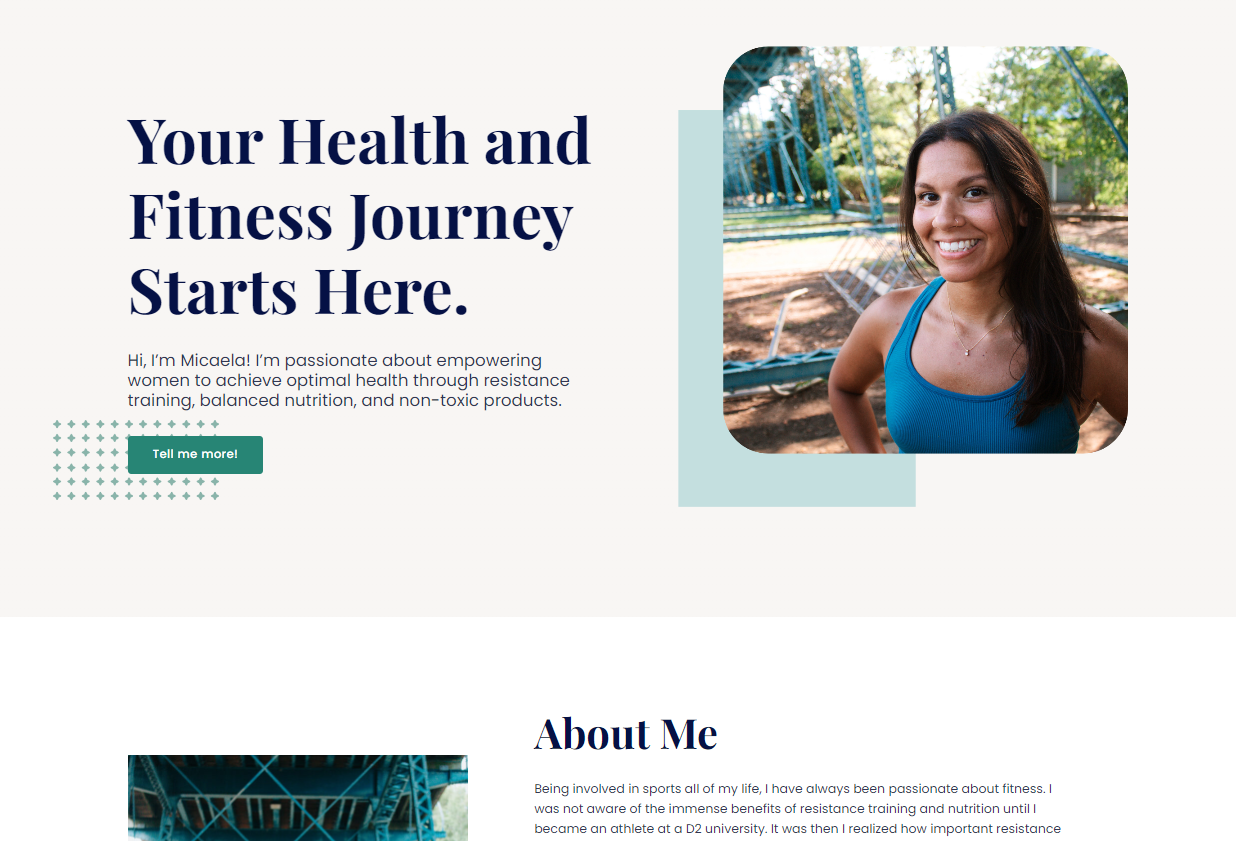 Your Health and
Fitness Journey
Starts Here.
Hi, I’m Micaela! I’m passionate about empowering
women to achieve optimal health through resistance
training, balanced nutrition, and non-toxic products.
Tell me more!
About Me
Being involved in sports all of my life, I have always been passionate about fitness. I
was not aware of the immense benefits of resistance training and nutrition until I
became an athlete at a D2 university. It was then I realized how important resistance